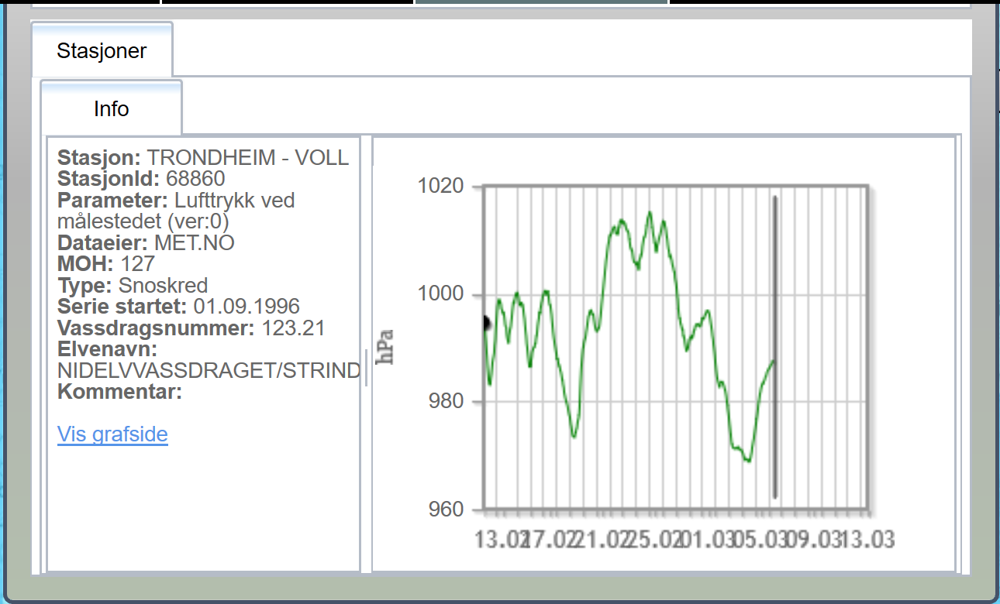 Stasjoner
Info
Stasjon: TRONDHEIM - VOLL
StasjonId: 68860
Parameter: Lufttrykk ved
målestedet (ver:0)
Dataeier: MET.NO
MOH: 127
Type: Snoskred
Serie startet: 01.09.1996
Vassdragsnummer: 123.21
Elvenavn:
NIDELVVASSDRAGET/STRIND
Kommentar:
Vis grafside
1020
1000
980
960
hPa
13.02 17.02 21.02 25.02 01.03 05.03 09.03 13.03